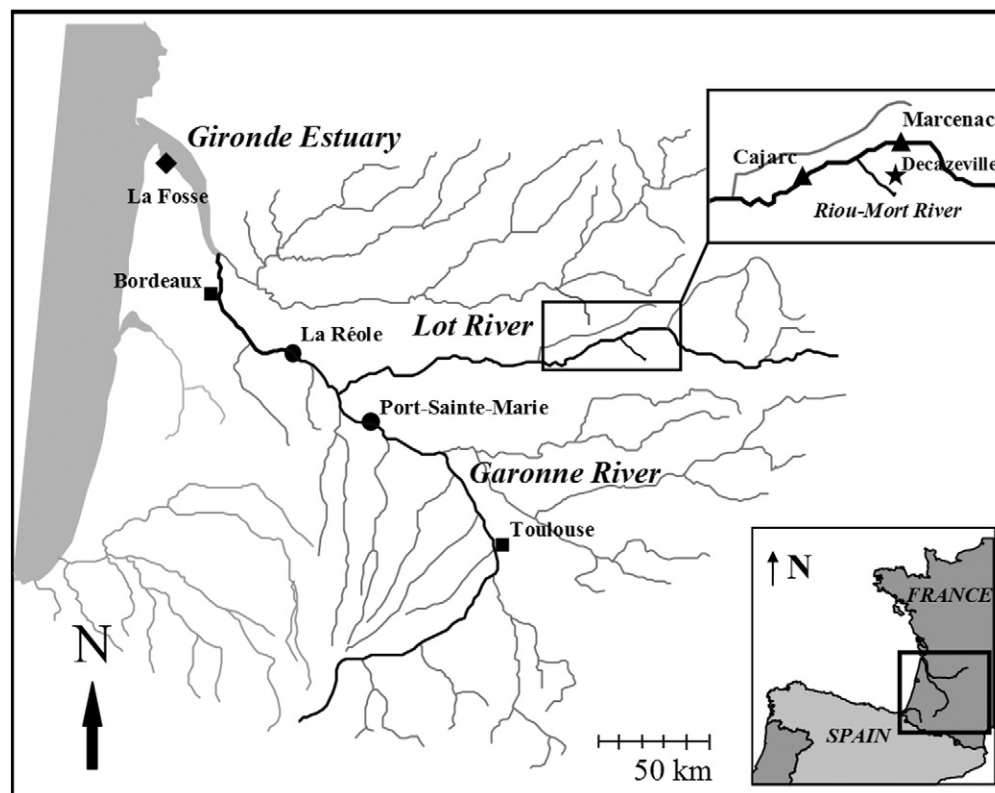 Gironde Estuary
La Fosse
Bordeaux
La Réole
Lot River
Port-Sainte-Marie
Garonne River
Toulouse
Marcenac
Cajarc
Decazeville
Riou-Mort River
N
50 km
N
FRANCE
SPAIN